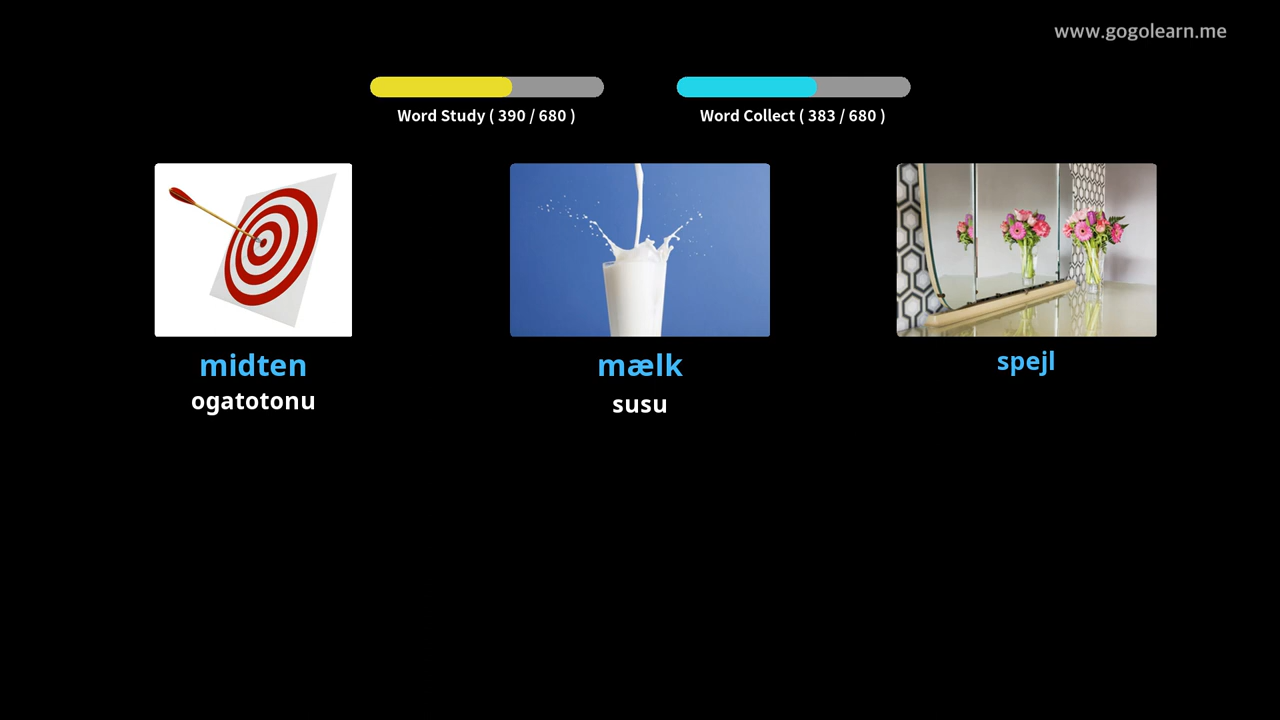 www.gogolearn.me
Word Study ( 390 / 680 )
Word Collect ( 383 / 680 )
midten
mælk
spejl
ogatotonu
susu